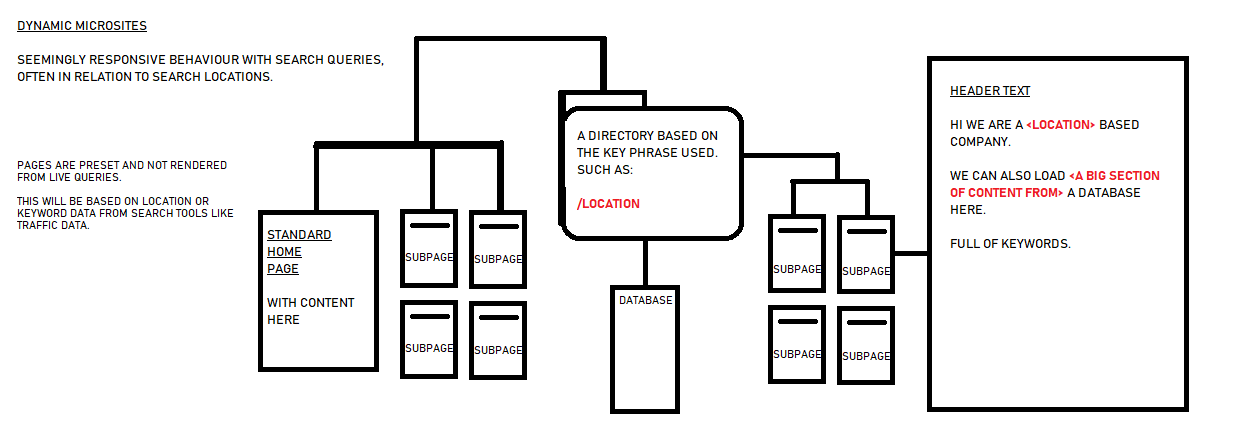 DYNAMIC MICROSITES
SEEMINGLY RESPONSIVE BEHAVIOUR WITH SEARCH QUERIES,
OFTEN IN RELATION TO SEARCH LOCATIONS.
PAGES ARE PRESET AND NOT RENDERED
FROM LIVE QUERIES.
THIS WILL BE BASED ON LOCATION OR
KEYWORD DATA FROM SEARCH TOOLS LIKE
TRAFFIC DATA.
STANDARD
HOME
PAGE
WITH CONTENT
HERE
SUBPAGE
SUBPAGE
SUBPAGE
SUBPAGE
A DIRECTORY BASED ON
THE KEY PHRASE USED.
SUCH AS:
/LOCATION
DATABASE
SUBPAGE
SUBPAGE
SUBPAGE
SUBPAGE
HEADER TEXT
HI WE ARE A <LOCATION> BASED
COMPANY.
WE CAN ALSO LOAD <A BIG SECTION
OF CONTENT FROM> A DATABASE
HERE.
FULL OF KEYWORDS.